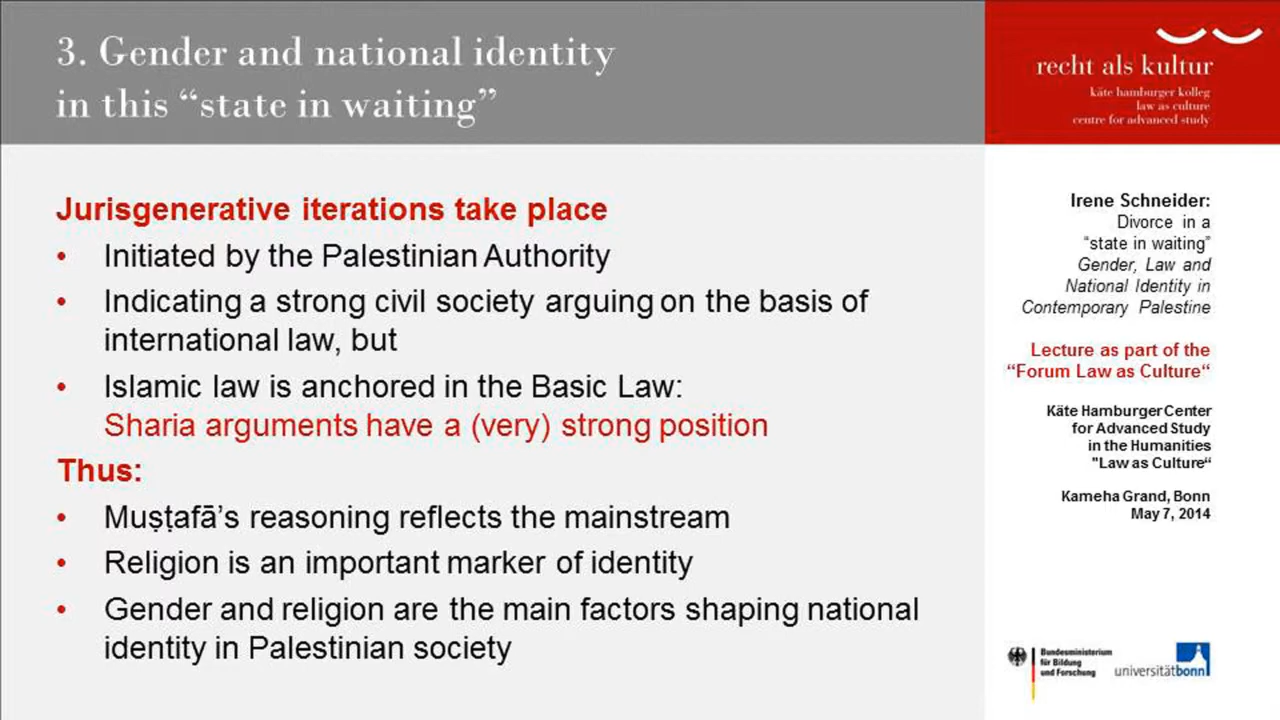 3. Gender and national identity
in this “state in waiting”
recht als kultur
käte hamburger kolleg
law as culture
centre for advanced study
Jurisgenerative iterations take place
• Initiated by the Palestinian Authority
• Indicating a strong civil society arguing on the basis of
international law, but
• Islamic law is anchored in the Basic Law:
Sharia arguments have a (very) strong position
Thus:
• Muṣṭafā’s reasoning reflects the mainstream
• Religion is an important marker of identity
• Gender and religion are the main factors shaping national
identity in Palestinian society
Irene Schneider:
Divorce in a
“state in waiting”
Gender, Law and
National Identity in
Contemporary Palestine
Lecture as part of the
“Forum Law as Culture“
Käte Hamburger Center
for Advanced Study
in the Humanities
"Law as Culture“
Kameha Grand, Bonn
May 7, 2014
Bundesministerium
für Bildung
und Forschung
universitätbonn